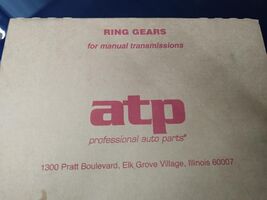 RING GEARS
for manual transmissions
atp
professional auto parts®
1300 Pratt Boulevard, Elk Grove Village, Illinois 60007